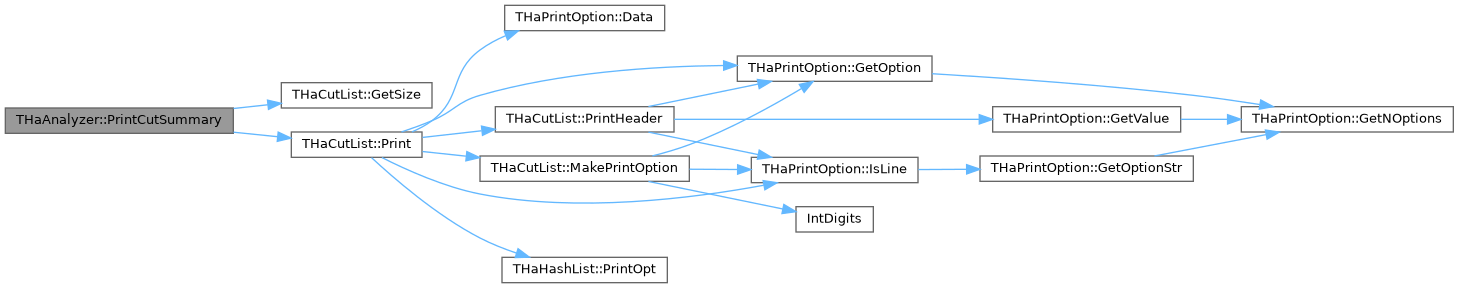 THaAnalyzer::PrintCutSummary
THaCutList::GetSize
THaCutList::Print
THaPrintOption::Data
THaCutList::PrintHeader
THaCutList::MakePrintOption
THaHashList::PrintOpt
THaPrintOption::GetOption
THaPrintOption::IsLine
IntDigits
THaPrintOption::GetValue
THaPrintOption::GetOptionStr
THaPrintOption::GetNOptions